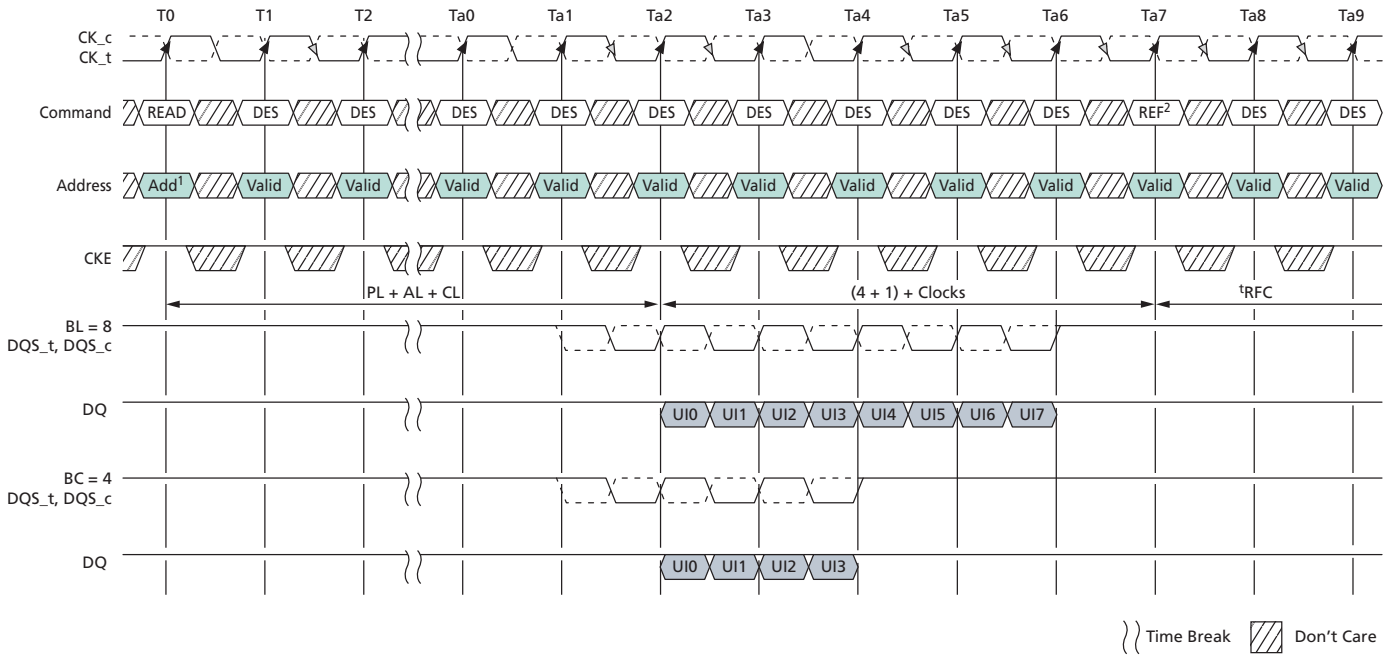 T0 T1 T2 Ta0 Ta1 Ta2 Ta3 Ta4 Ta5 Ta6 Ta7 Ta8 Ta9
CK_c
CK_t
Command READ DES DES DES DES DES DES DES DES DES REF2 DES DES
Address Add1 Valid Valid Valid Valid Valid Valid Valid Valid Valid Valid Valid Valid
CKE
PL + AL + CL (4 + 1) + Clocks tRFC
BL = 8
DQS_t, DQS_c
DQ UI0 UI1 UI2 UI3 UI4 UI5 UI6 UI7
BC = 4
DQS_t, DQS_c
DQ UI0 UI1 UI2 UI3
Time Break Don't Care